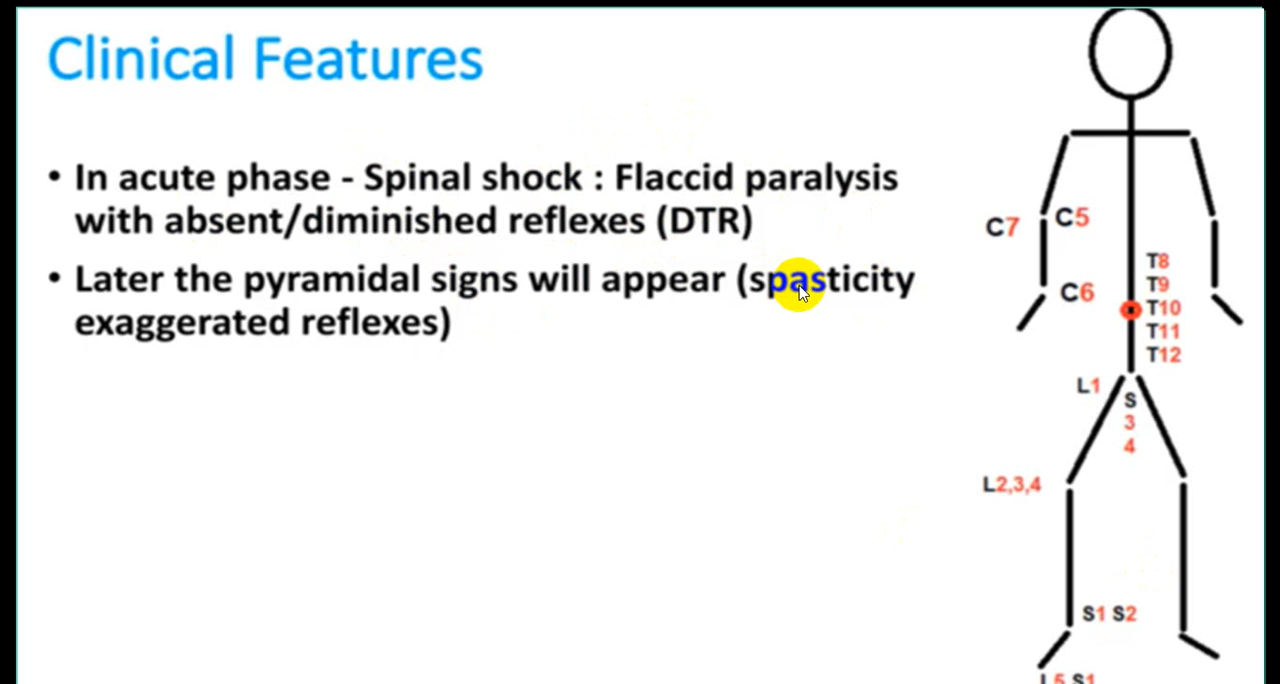 Clinical Features
• In acute phase - Spinal shock : Flaccid paralysis
with absent/diminished reflexes (DTR)
• Later the pyramidal signs will appear (spasticity
exaggerated reflexes)
C7
C5
C6
T8
T9
T10
T11
T12
L1
S
3
4
L2,3,4
S1 S2
L5 S1